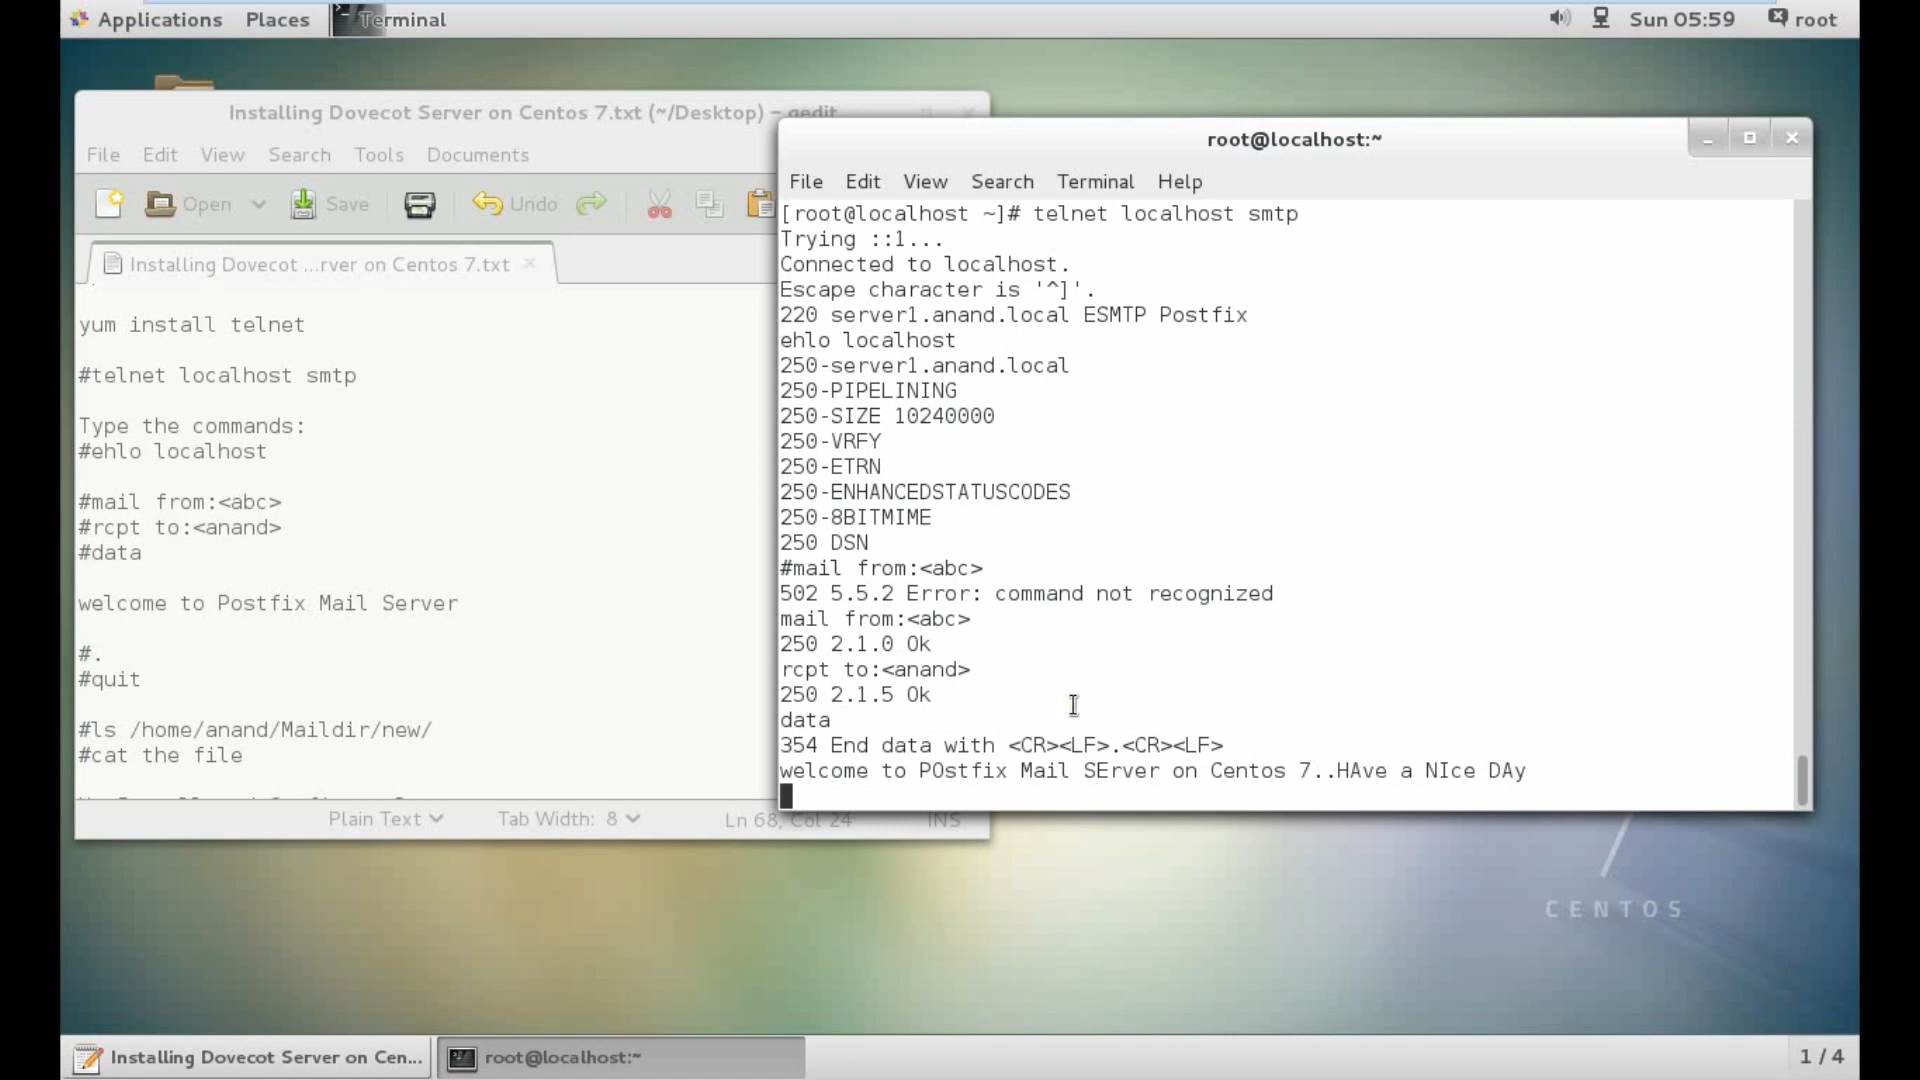 Applications Places Terminal Sun 05:59 root
Installing Dovecot Server on Centos 7.txt (~/Desktop) - gedit
File Edit View Search Tools Documents
Open Save Undo
Installing Dovecot ...rver on Centos 7.txt
yum install telnet
#telnet localhost smtp
Type the commands:
#ehlo localhost
#mail from:<abc>
#rcpt to:<anand>
#data
welcome to Postfix Mail Server
#.
#quit
#ls /home/anand/Maildir/new/
#cat the file
Plain Text Tab Width: 8 Ln 68, Col 24 INS
root@localhost:~
File Edit View Search Terminal Help
[root@localhost ~]# telnet localhost smtp
Trying ::1...
Connected to localhost.
Escape character is '^]'.
220 server1.anand.local ESMTP Postfix
ehlo localhost
250-server1.anand.local
250-PIPELINING
250-SIZE 10240000
250-VRFY
250-ETRN
250-ENHANCEDSTATUSCODES
250-8BITMIME
250 DSN
#mail from:<abc>
502 5.5.2 Error: command not recognized
mail from:<abc>
250 2.1.0 Ok
rcpt to:<anand>
250 2.1.5 Ok
data
354 End data with <CR><LF>.<CR><LF>
welcome to POstfix Mail SErver on Centos 7..HAve a NIce DAy
CENTOS
Installing Dovecot Server on Cen... root@localhost:~ 1 / 4